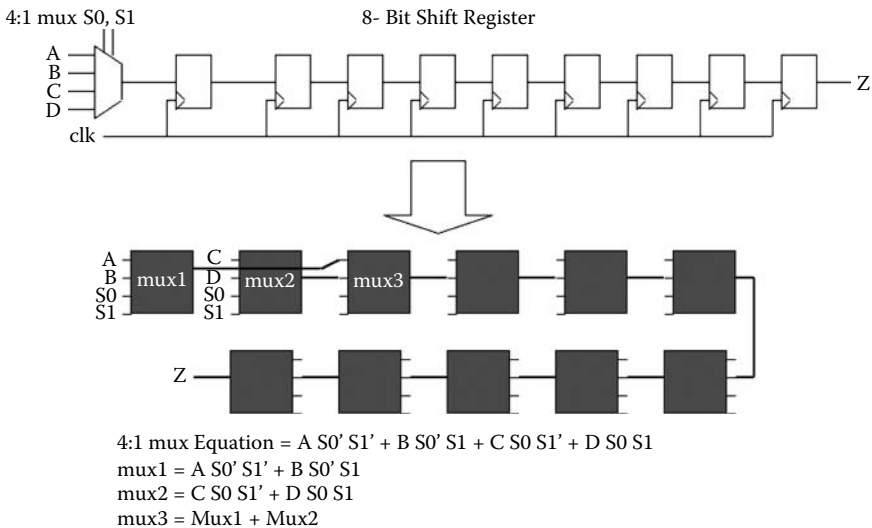 4:1 mux S0, S1
8- Bit Shift Register
A
B
C
D
Z
clk
A
B
S0
S1
mux1
C
D
S0
S1
mux2
mux3
Z
4:1 mux Equation = A S0’ S1’ + B S0’ S1 + C S0 S1’ + D S0 S1
mux1 = A S0’ S1’ + B S0’ S1
mux2 = C S0 S1’ + D S0 S1
mux3 = Mux1 + Mux2